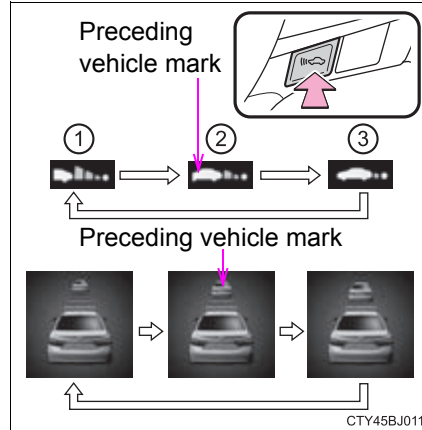 Preceding
vehicle mark
1 2 3
Preceding vehicle mark
CTY45BJ011